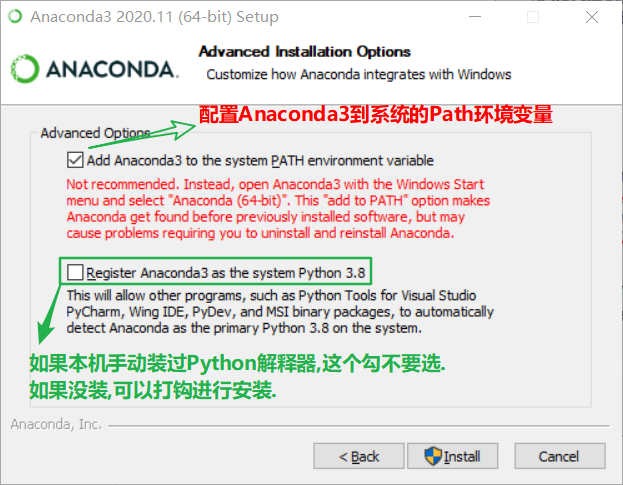 Anaconda3 2020.11 (64-bit) Setup
ANACONDA.
Advanced Installation Options
Customize how Anaconda integrates with Windows
配置Anaconda3到系统的Path环境变量
Advanced Options
Add Anaconda3 to the system PATH environment variable
Not recommended. Instead, open Anaconda3 with the Windows Start
menu and select "Anaconda (64-bit)". This "add to PATH" option makes
Anaconda get found before previously installed software, but may
cause problems requiring you to uninstall and reinstall Anaconda.
Register Anaconda3 as the system Python 3.8
This will allow other programs, such as Python Tools for Visual Studio
PyCharm, Wing IDE, PyDev, and MSI binary packages, to automatically
detect Anaconda as the primary Python 3.8 on the system.
如果本机手动装过Python解释器,这个勾不要选.
如果没装,可以打钩进行安装.
Anaconda, Inc.
< Back
Install
Cancel